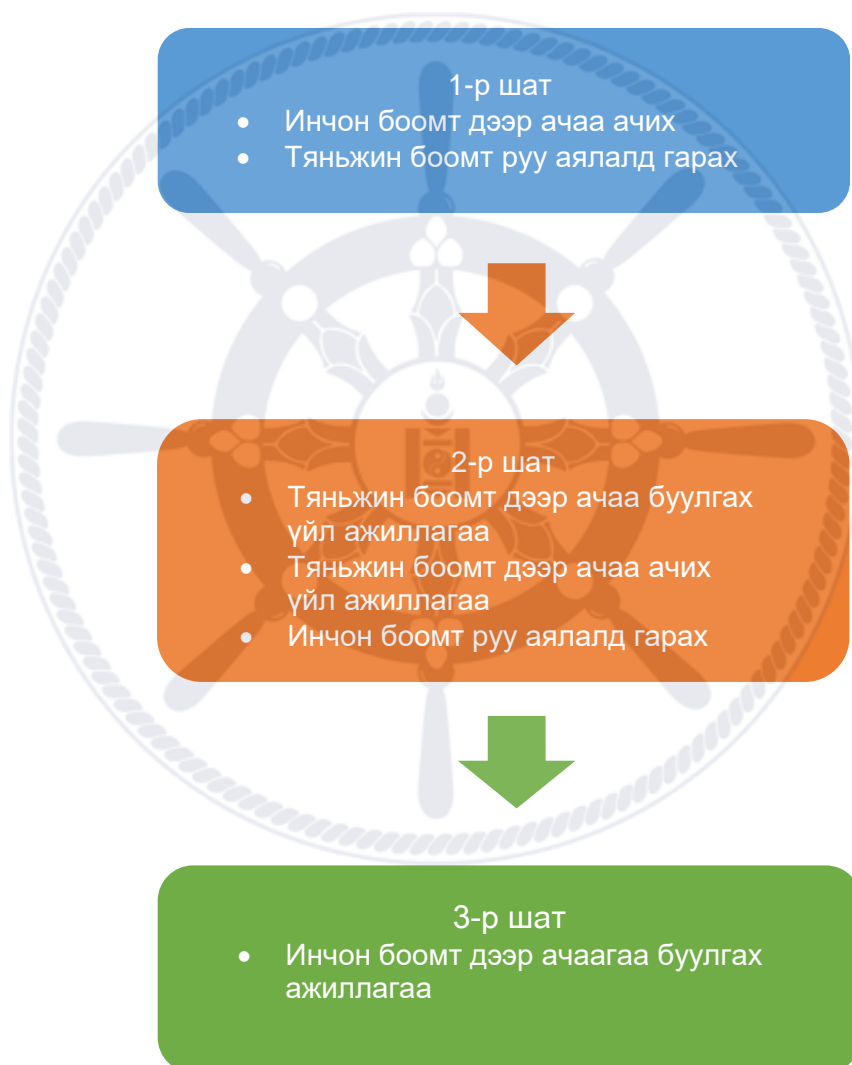 1-р шат
• Инчон боомт дээр ачаа ачих
• Тяньжин боомт руу аялалд гарах
2-р шат
• Тяньжин боомт дээр ачаа буулгах
үйл ажиллагаа
• Тяньжин боомт дээр ачаа ачих
үйл ажиллагаа
• Инчон боомт руу аялалд гарах
3-р шат
• Инчон боомт дээр ачаагаа буулгах
ажиллагаа